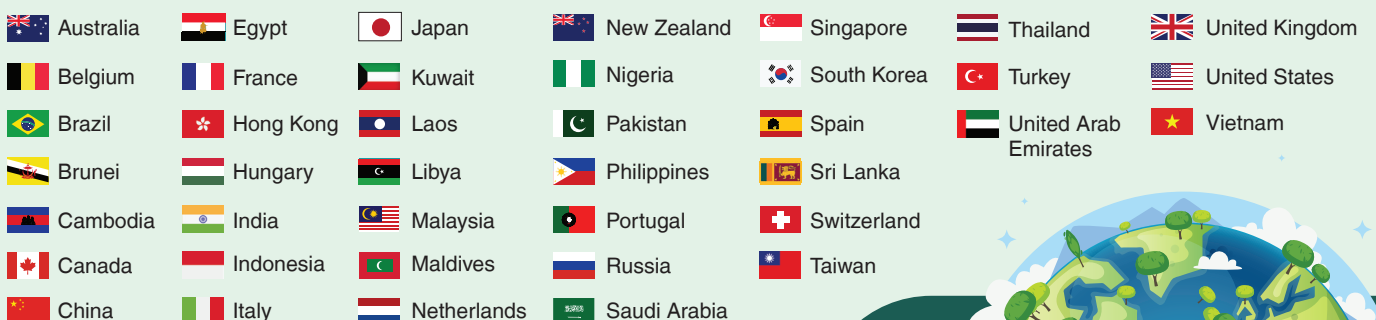 Australia
Belgium
Brazil
Brunei
Cambodia
Canada
China
Egypt
France
Hong Kong
Hungary
India
Indonesia
Italy
Japan
Kuwait
Laos
Libya
Malaysia
Maldives
Netherlands
New Zealand
Nigeria
Pakistan
Philippines
Portugal
Russia
Saudi Arabia
Singapore
South Korea
Spain
Sri Lanka
Switzerland
Taiwan
Thailand
Turkey
United Arab
Emirates
United Kingdom
United States
Vietnam